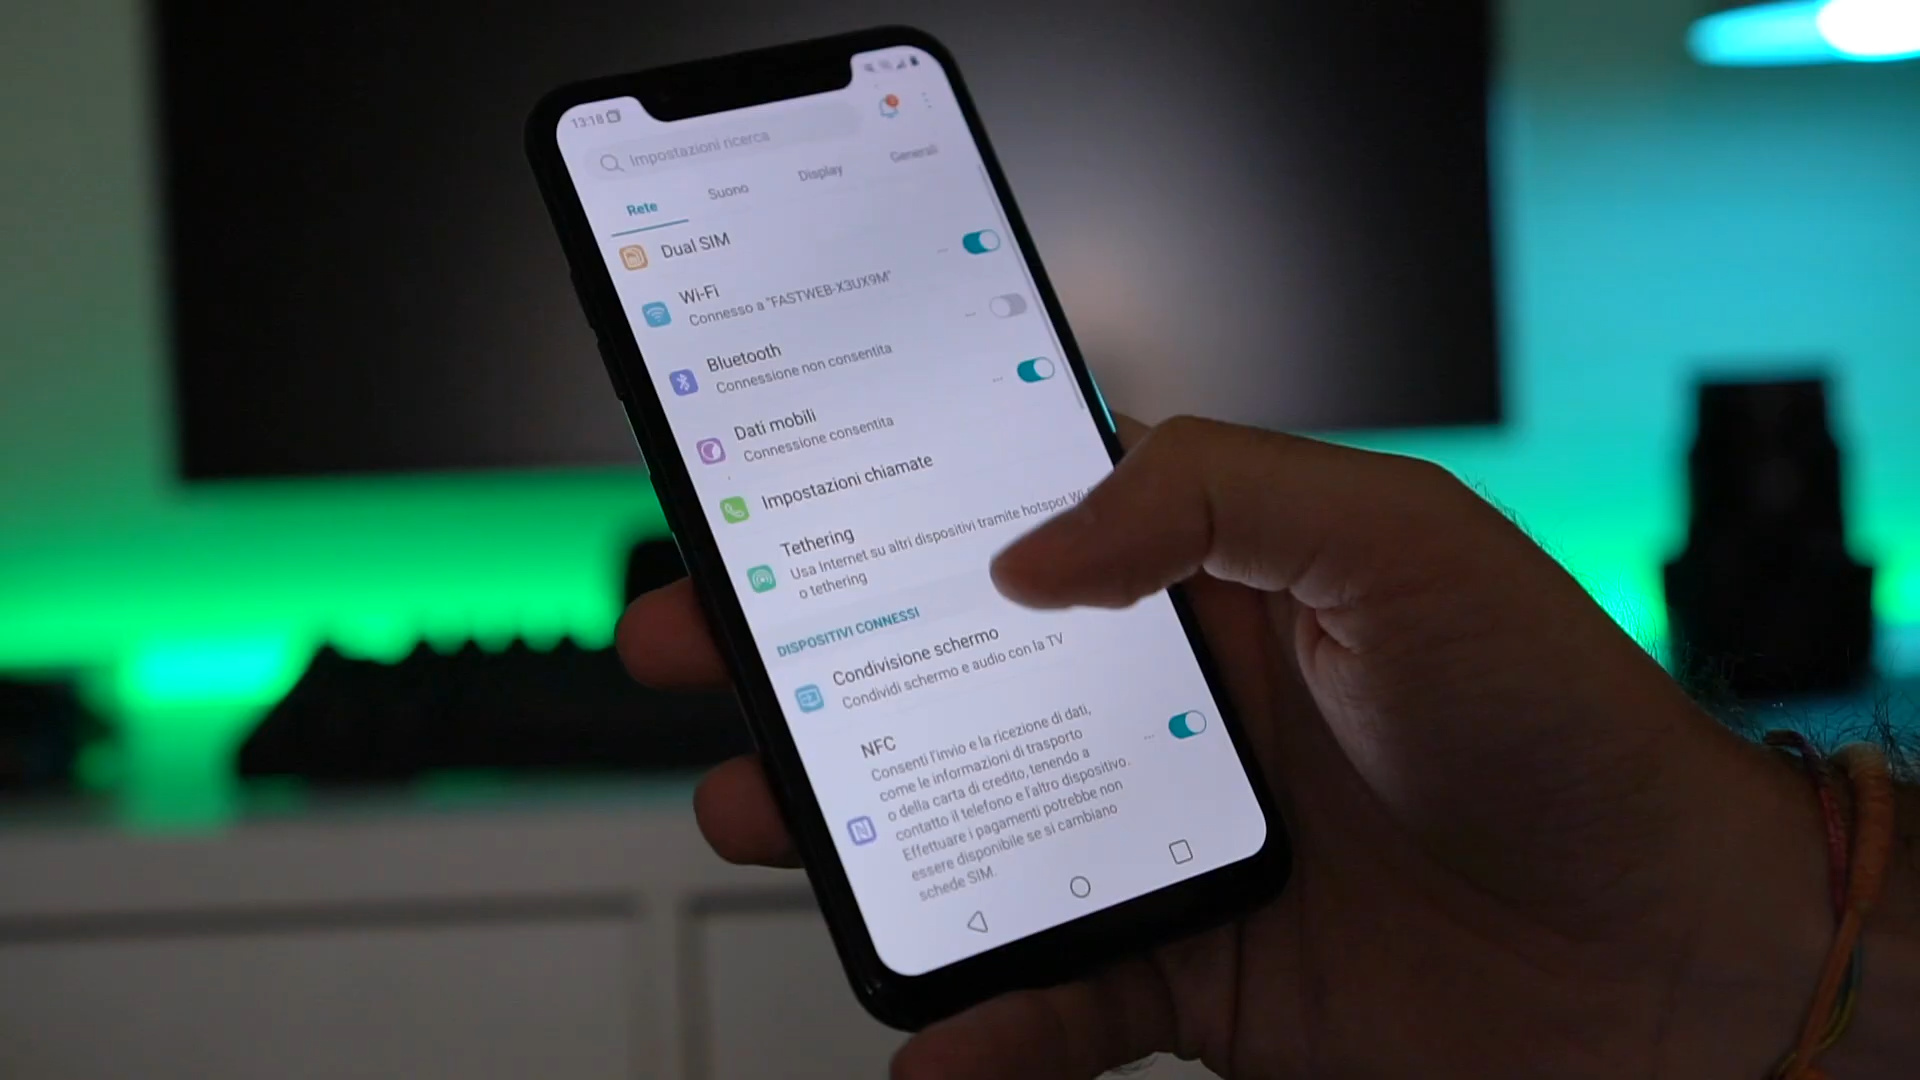 13:18
Impostazioni ricerca
Rete
Suono
Display
Generali
Dual SIM
Wi-Fi
Connesso a "FASTWEB-X3UX9M"
Bluetooth
Connessione non consentita
Dati mobili
Connessione consentita
Impostazioni chiamate
Tethering
Usa Internet su altri dispositivi tramite hotspot
o tethering
DISPOSITIVI CONNESSI
Condivisione schermo
Condividi schermo e audio con la TV
NFC
Consenti l'invio e la ricezione di dati,
come le informazioni di trasporto
o della carta di credito, tenendo a
contatto il telefono e l'altro dispositivo.
Effettuare i pagamenti potrebbe non
essere disponibile se si cambiano
schede SIM.